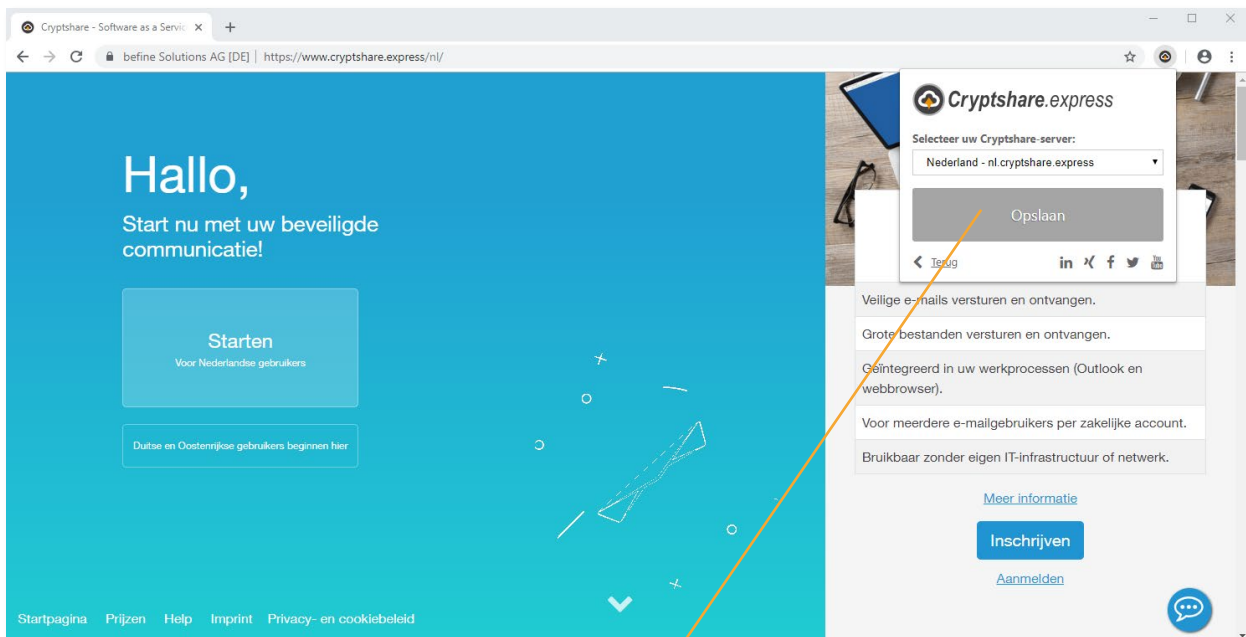 Cryptshare - Software as a Servic
befine Solutions AG [DE] | https://www.cryptshare.express/nl/
Hallo,
Start nu met uw beveiligde
communicatie!
Starten
Voor Nederlandse gebruikers
Duitse en Oostenrijkse gebruikers beginnen hier
Startpagina Prijzen Help Imprint Privacy- en cookiebeleid
Cryptshare.express
Selecteer uw Cryptshare-server:
Nederland - nl.cryptshare.express
Opslaan
Terug
in f You Tube
Veilige e-mails versturen en ontvangen.
Grote bestanden versturen en ontvangen.
Geïntegreerd in uw werkprocessen (Outlook en
webbrowser).
Voor meerdere e-mailgebruikers per zakelijke account.
Bruikbaar zonder eigen IT-infrastructuur of netwerk.
Meer informatie
Inschrijven
Aanmelden